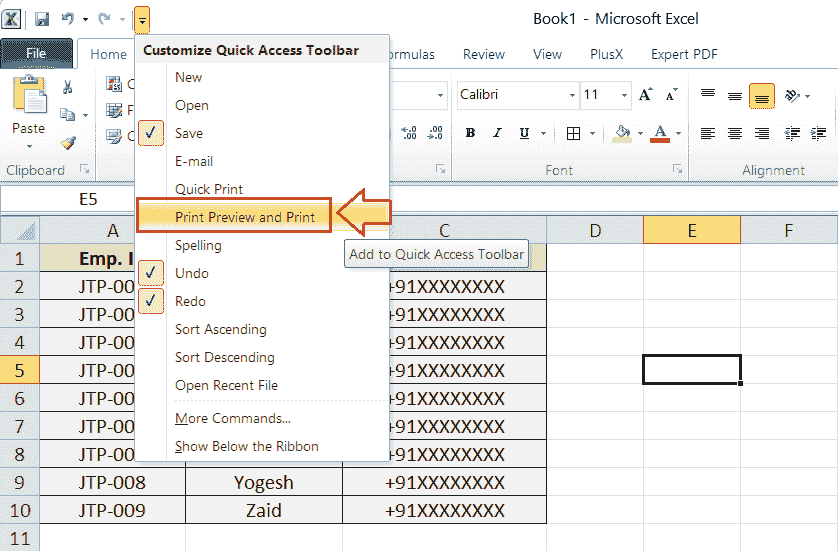 Book1 - Microsoft Excel
File Home
Customize Quick Access Toolbar
ormulas Review View PlusX Expert PDF
New
Open
Save
E-mail
Quick Print
Print Preview and Print
Spelling
Undo
Redo
Sort Ascending
Sort Descending
Open Recent File
More Commands...
Show Below the Ribbon
Add to Quick Access Toolbar
Paste
Calibri 11
B I U A
Clipboard Font Alignment
E5
A C D E F
1 Emp. I
2 JTP-00 +91XXXXXXXX
3 JTP-00 +91XXXXXXXX
4 JTP-00 +91XXXXXXXX
5 JTP-00 +91XXXXXXXX
6 JTP-00 +91XXXXXXXX
7 JTP-00 +91XXXXXXXX
8 JTP-00 +91XXXXXXXX
9 JTP-008 Yogesh +91XXXXXXXX
10 JTP-009 Zaid +91XXXXXXXX
11